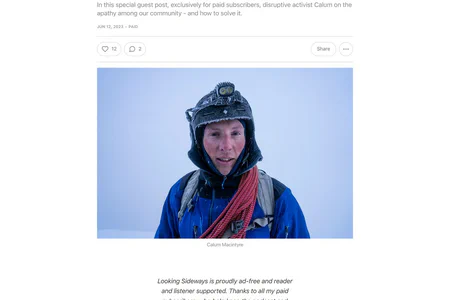 In this special guest post, exclusively for paid subscribers, disruptive activist Calum on the
apathy among our community - and how to solve it.
JUN 13, 2023 • PAID
12
2
Share
Calum Macintyre
Looking Sideways is proudly ad-free and reader
and listener supported. Thanks to all my paid